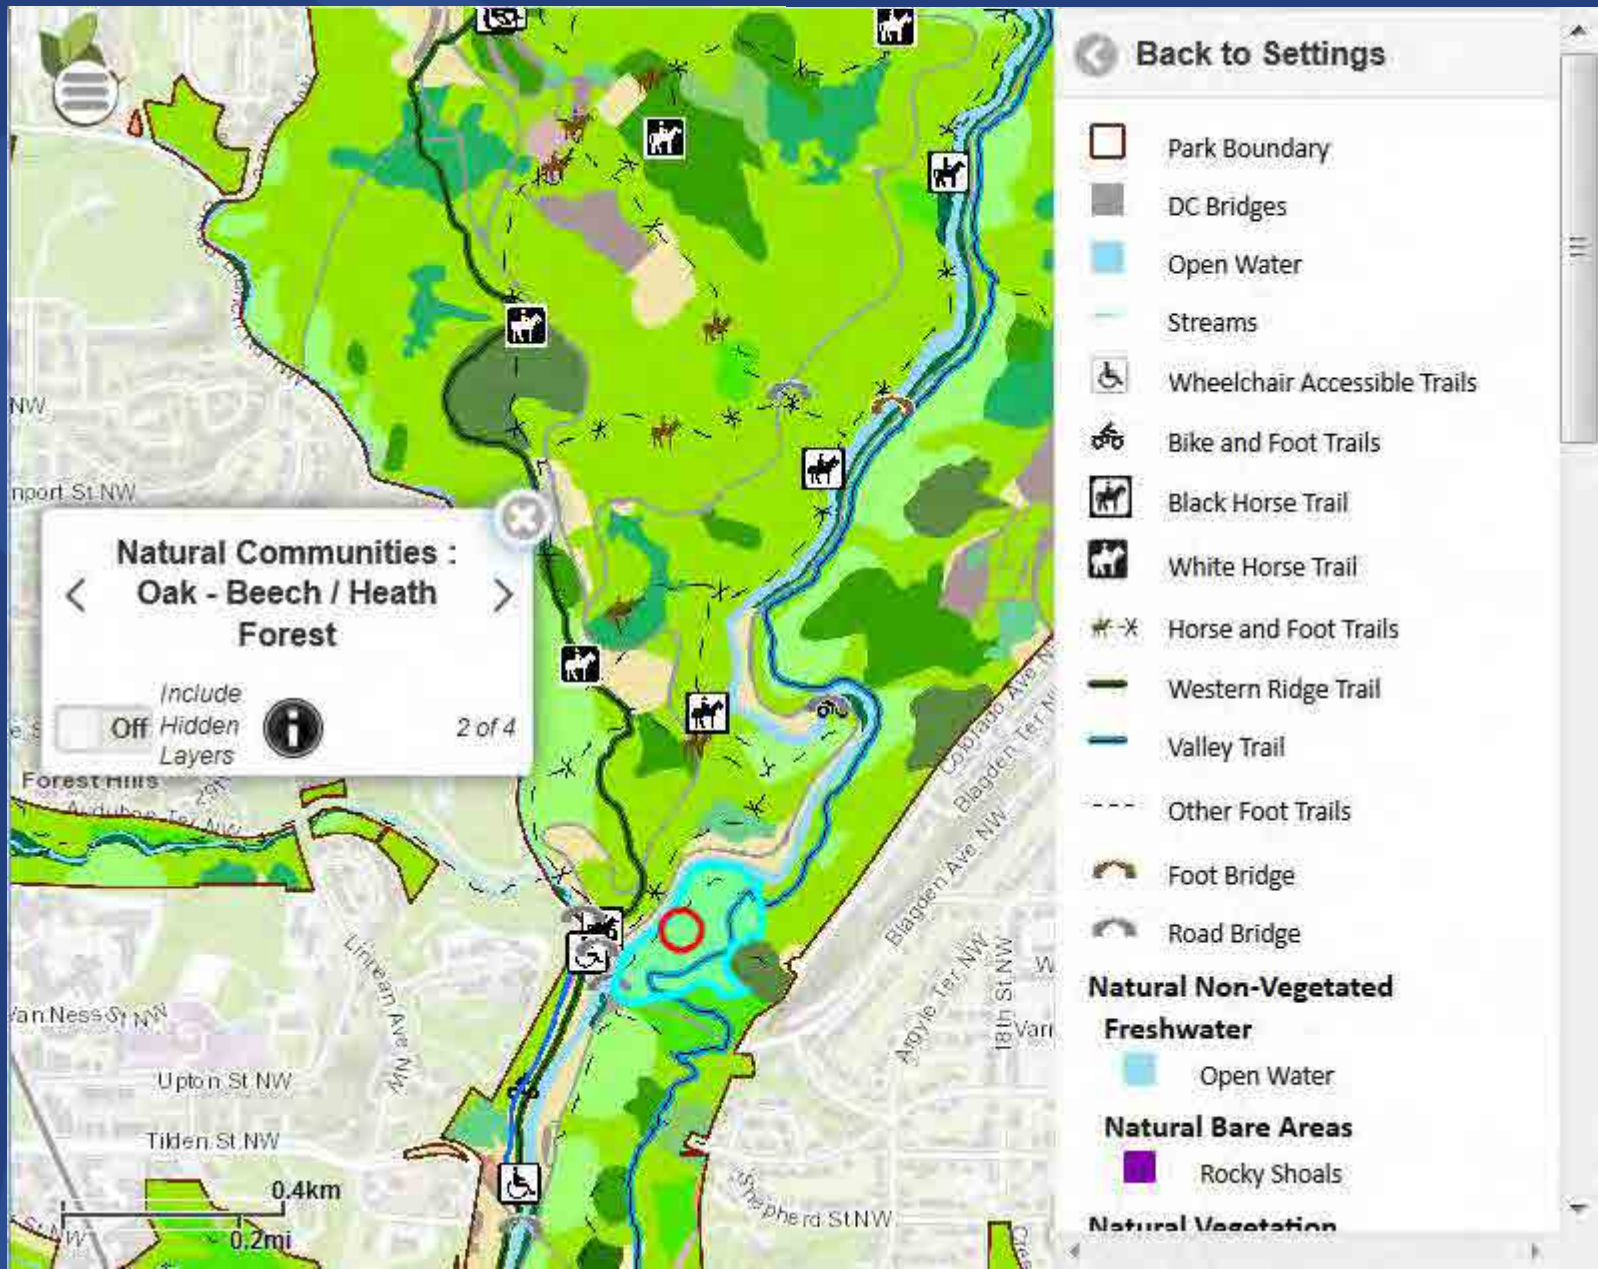 Back to Settings
Park Boundary
DC Bridges
Open Water
Streams
Wheelchair Accessible Trails
Bike and Foot Trails
Black Horse Trail
White Horse Trail
Horse and Foot Trails
Western Ridge Trail
Valley Trail
Other Foot Trails
Foot Bridge
Road Bridge
Natural Non-Vegetated
Freshwater
Open Water
Natural Bare Areas
Rocky Shoals
Natural Vegetation
NW
nport St NW
Natural Communities :
Oak - Beech / Heath
Forest
Off
Include
Hidden
Layers
2 of 4
Forest Hills
Audubon Ter NW
Colorado Ave N
Blagden Ter N
Blagden Ave NW
Argyle Ter NW
18th St NW
W
Varn
Linnean Ave NW
Van Ness St NW
Upton St NW
Tilden St NW
Shepherd St NW
0.4km
0.2mi
St NW